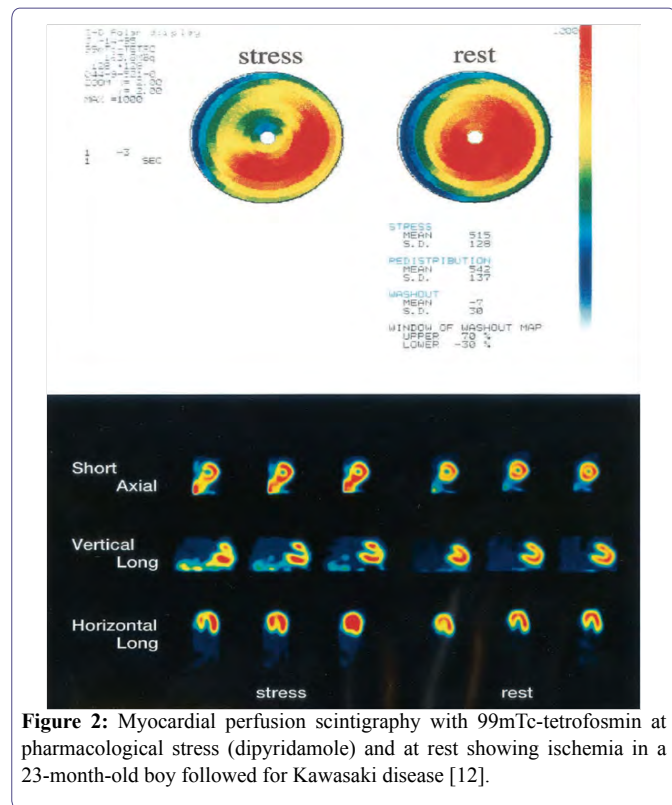 stress
rest
MAX =1000
SEC
STRESS
MEAN 515
S.D. 128
REDISTRIBUTION
MEAN 542
S.D. 137
WASHOUT
MEAN -7
S.D. 30
WINDOW OF WASHOUT MAP
UPPER 70 %
LOWER -30 %
Short
Axial
Vertical
Long
Horizontal
Long
stress
rest
Figure 2: Myocardial perfusion scintigraphy with 99mTc-tetrofosmin at
pharmacological stress (dipyridamole) and at rest showing ischemia in a
23-month-old boy followed for Kawasaki disease [12].